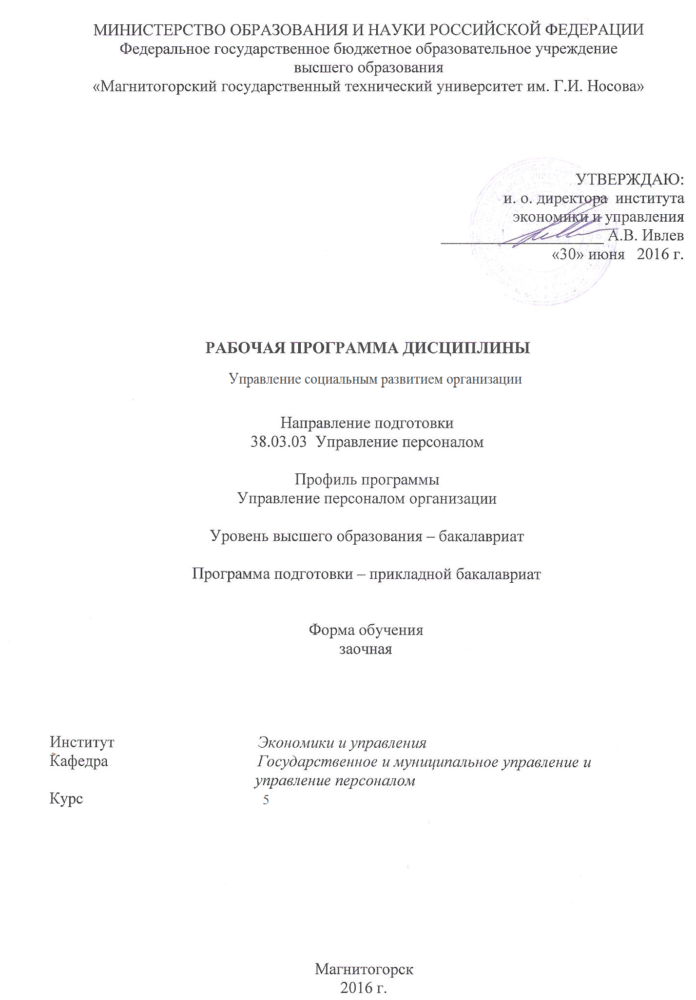 МИНИСТЕРСТВО ОБРАЗОВАНИЯ И НАУКИ РОССИЙСКОЙ ФЕДЕРАЦИИ
Федеральное государственное бюджетное образовательное учреждение
высшего образования
«Магнитогорский государственный технический университет им. Г.И. Носова»
УТВЕРЖДАЮ:
и. о. директора института
экономики и управления
А.В. Ивлев
«30» июня 2016 г.
РАБОЧАЯ ПРОГРАММА ДИСЦИПЛИНЫ
Управление социальным развитием организации
Направление подготовки
38.03.03 Управление персоналом
Профиль программы
Управление персоналом организации
Уровень высшего образования – бакалавриат
Программа подготовки – прикладной бакалавриат
Форма обучения
заочная
Институт Экономики и управления
Кафедра Государственное и муниципальное управление и
управление персоналом
Курс 5
Магнитогорск
2016 г.